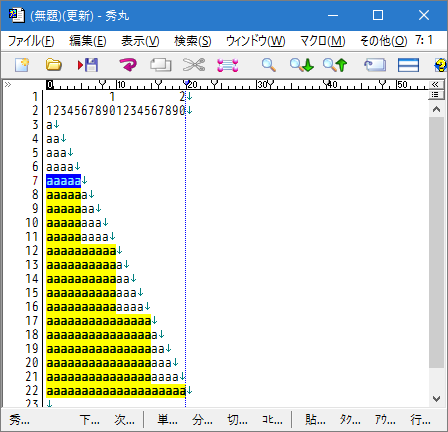 (無題)(更新) - 秀丸
ファイル(F) 編集(E) 表示(V) 検索(S) ウィンドウ(W) マクロ(M) その他(O) 7: 1
0 10 20 30 40 50
1          1         2↓
2 12345678901234567890↓
3 a↓
4 aa↓
5 aaa↓
6 aaaa↓
7 aaaaa↓
8 aaaaaa↓
9 aaaaaaa↓
10 aaaaaaaa↓
11 aaaaaaaaa↓
12 aaaaaaaaaa↓
13 aaaaaaaaaaa↓
14 aaaaaaaaaaaa↓
15 aaaaaaaaaaaaa↓
16 aaaaaaaaaaaaaa↓
17 aaaaaaaaaaaaaaa↓
18 aaaaaaaaaaaaaaaa↓
19 aaaaaaaaaaaaaaaaa↓
20 aaaaaaaaaaaaaaaaaa↓
21 aaaaaaaaaaaaaaaaaaa↓
22 aaaaaaaaaaaaaaaaaaaa↓
23 ↓
秀... 下... 次... 単... 分... 切... ｺﾋ... 貼... ﾀｸ... ｱｳ... 行...